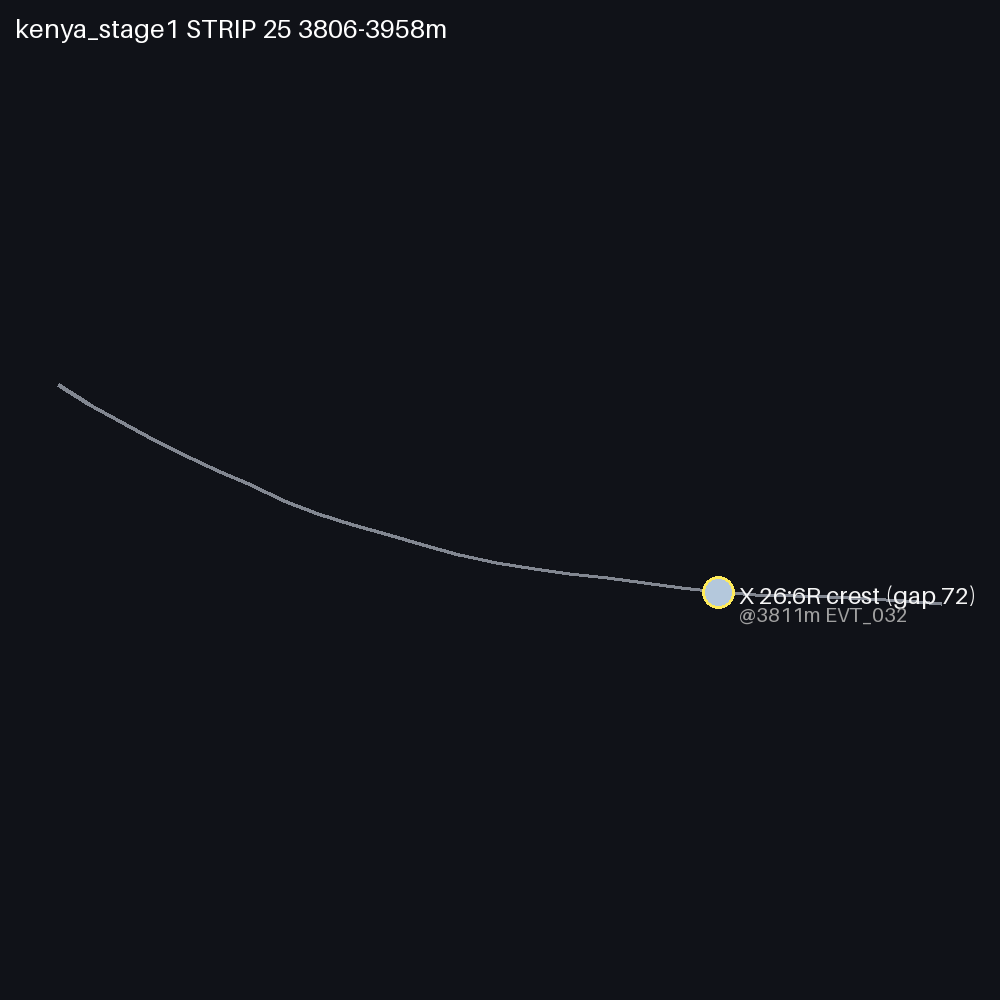 kenya_stage1 STRIP 25 3806-3958m
X 26.6R crest (gap 72)
@3811m EVT_032